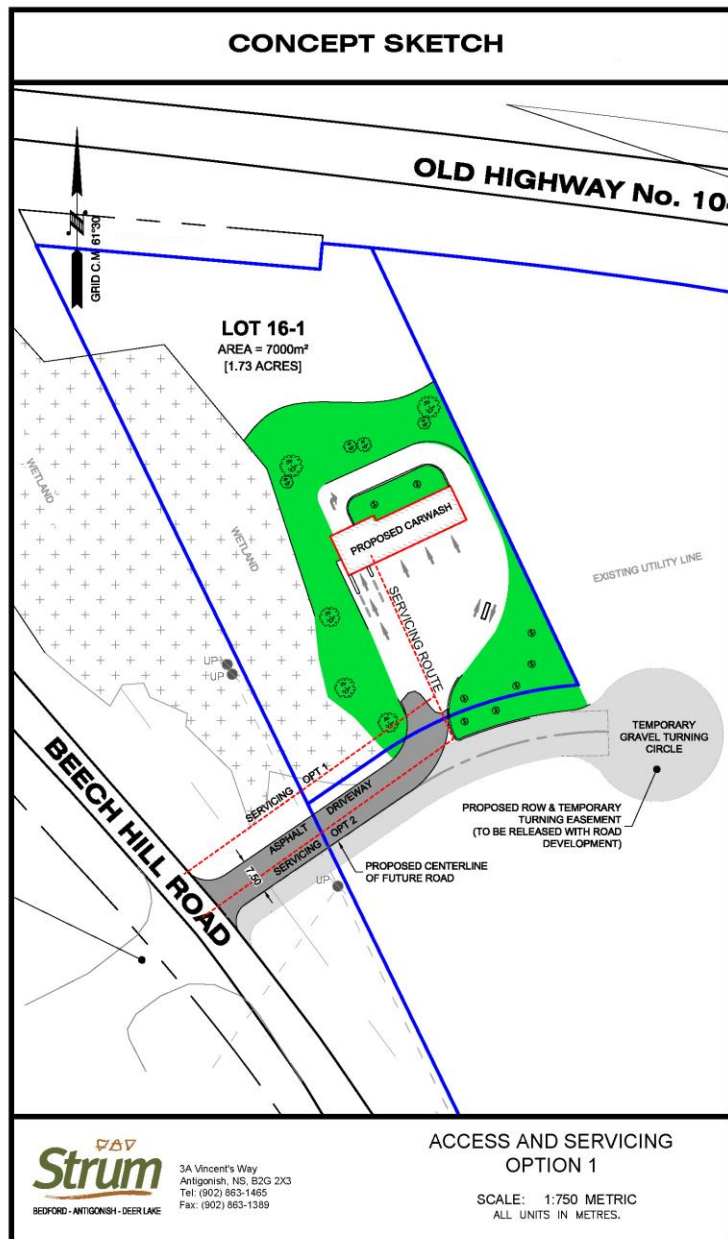 CONCEPT SKETCH
OLD HIGHWAY No. 10
GRID C.M. 61°30'
N
LOT 16-1
AREA = 7000m²
[1.73 ACRES]
WETLAND
WETLAND
PROPOSED CARWASH
EXISTING UTILITY LINE
SERVICING ROUTE
UP
UP
TEMPORARY
GRAVEL TURNING
CIRCLE
BEECH HILL ROAD
SERVICING OPT 1
ASPHALT DRIVEWAY
SERVICING OPT 2
7.50
PROPOSED ROW & TEMPORARY
TURNING EASEMENT
(TO BE RELEASED WITH ROAD
DEVELOPMENT)
PROPOSED CENTERLINE
OF FUTURE ROAD
UP
Strum
BEDFORD - ANTIGONISH - DEER LAKE
3A Vincent's Way
Antigonish, NS, B2G 2X3
Tel: (902) 863-1465
Fax: (902) 863-1389
ACCESS AND SERVICING
OPTION 1
SCALE: 1:750 METRIC
ALL UNITS IN METRES.